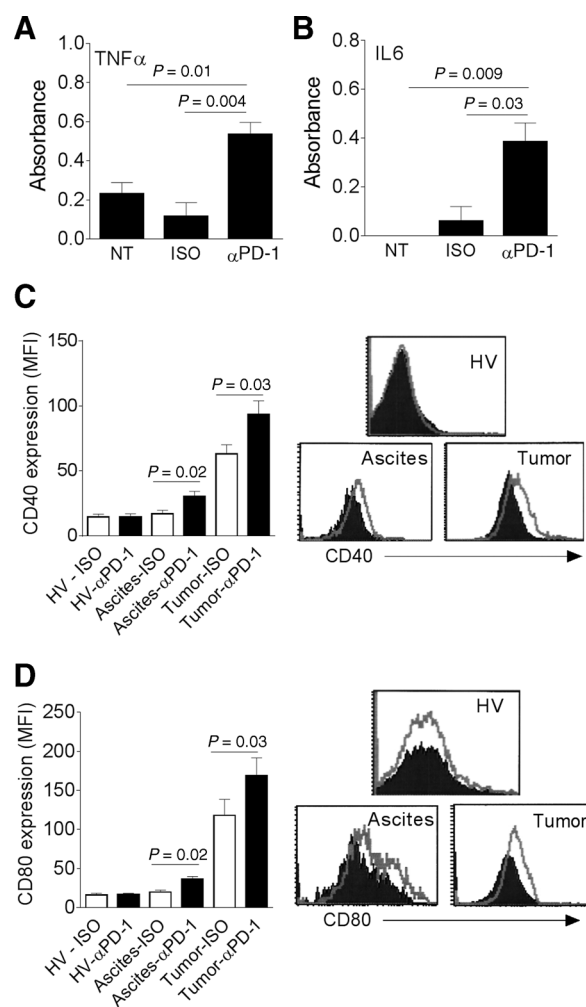 A
TNFα
P = 0.01
P = 0.004
Absorbance
1.0
0.8
0.6
0.4
0.2
0.0
NT
ISO
αPD-1
B
IL6
P = 0.009
P = 0.03
Absorbance
0.8
0.6
0.4
0.2
0.0
NT
ISO
αPD-1
C
CD40 expression (MFI)
150
100
50
0
P = 0.03
P = 0.02
HV - ISO
HV-αPD-1
Ascites-ISO
Ascites-αPD-1
Tumor-ISO
Tumor-αPD-1
HV
Ascites
Tumor
CD40
D
CD80 expression (MFI)
250
200
150
100
50
0
P = 0.03
P = 0.02
HV - ISO
HV-αPD-1
Ascites-ISO
Ascites-αPD-1
Tumor-ISO
Tumor-αPD-1
HV
Ascites
Tumor
CD80